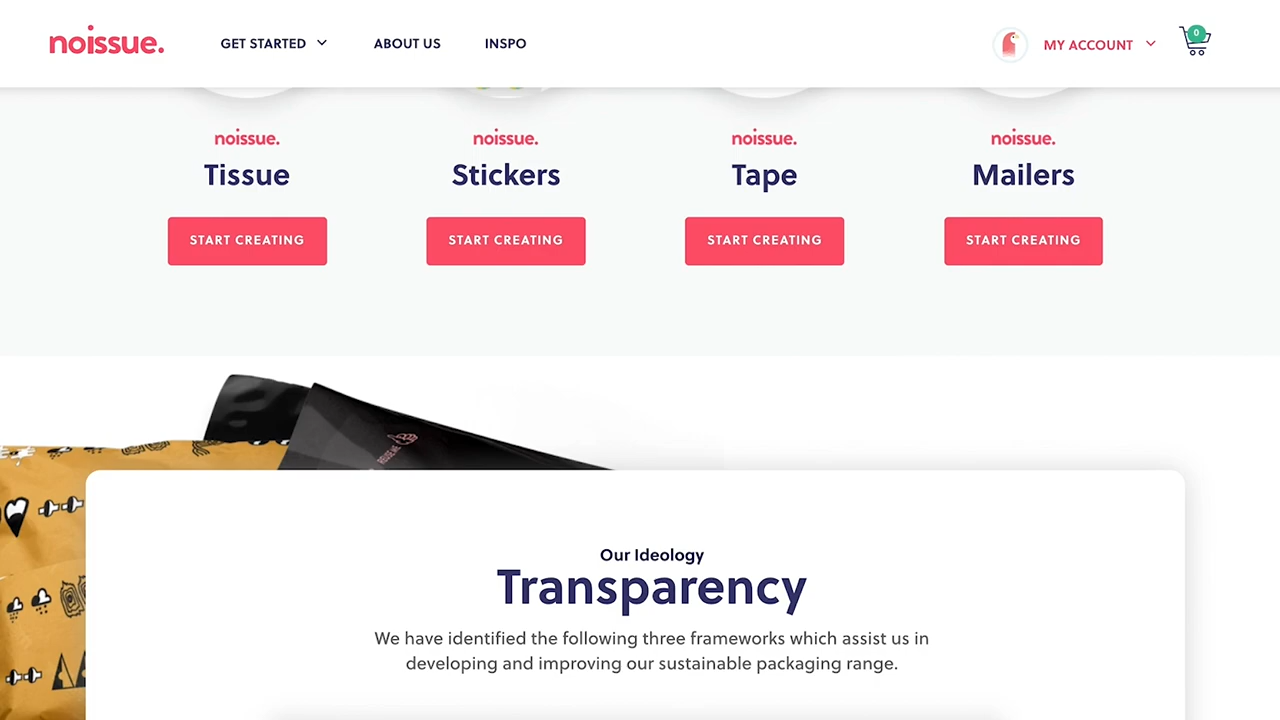 noissue.
GET STARTED
ABOUT US
INSPO
MY ACCOUNT
0
noissue.
Tissue
START CREATING
noissue.
Stickers
START CREATING
noissue.
Tape
START CREATING
noissue.
Mailers
START CREATING
REUSE ME
Our Ideology
Transparency
We have identified the following three frameworks which assist us in
developing and improving our sustainable packaging range.